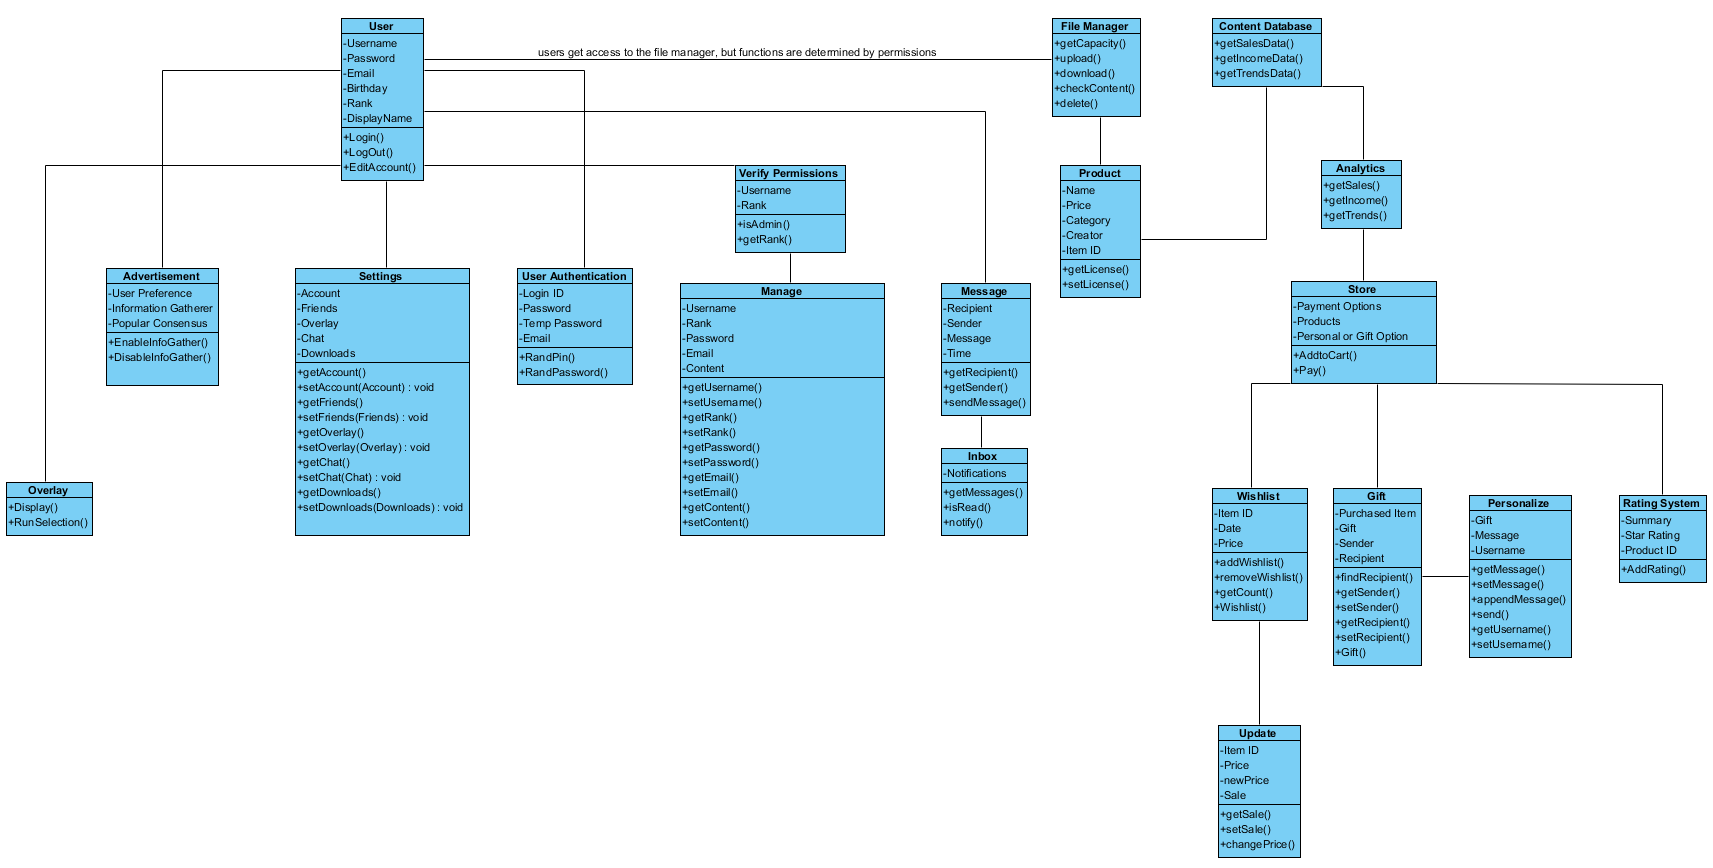 User
-Username
-Password
-Email
-Birthday
-Rank
-DisplayName
+Login()
+LogOut()
+EditAccount()
users get access to the file manager, but functions are determined by permissions
File Manager
+getCapacity()
+upload()
+download()
+checkContent()
+delete()
Content Database
+getSalesData()
+getIncomeData()
+getTrendsData()
Verify Permissions
-Username
-Rank
+isAdmin()
+getRank()
Product
-Name
-Price
-Category
-Creator
-Item ID
+getLicense()
+setLicense()
Analytics
+getSales()
+getIncome()
+getTrends()
Advertisement
-User Preference
-Information Gatherer
-Popular Consensus
+EnableInfoGather()
+DisableInfoGather()
Settings
-Account
-Friends
-Overlay
-Chat
-Downloads
+getAccount()
+setAccount(Account) : void
+getFriends()
+setFriends(Friends) : void
+getOverlay()
+setOverlay(Overlay) : void
+getChat()
+setChat(Chat) : void
+getDownloads()
+setDownloads(Downloads) : void
User Authentication
-Login ID
-Password
-Temp Password
-Email
+RandPin()
+RandPassword()
Manage
-Username
-Rank
-Password
-Email
-Content
+getUsername()
+setUsername()
+getRank()
+setRank()
+getPassword()
+setPassword()
+getEmail()
+setEmail()
+getContent()
+setContent()
Message
-Recipient
-Sender
-Message
-Time
+getRecipient()
+getSender()
+sendMessage()
Store
-Payment Options
-Products
-Personal or Gift Option
+AddtoCart()
+Pay()
Inbox
-Notifications
+getMessages()
+isRead()
+notify()
Overlay
+Display()
+RunSelection()
Wishlist
-Item ID
-Date
-Price
+addWishlist()
+removeWishlist()
+getCount()
+Wishlist()
Gift
-Purchased Item
-Gift
-Sender
-Recipient
+findRecipient()
+getSender()
+setSender()
+getRecipient()
+setRecipient()
+Gift()
Personalize
-Gift
-Message
-Username
+getMessage()
+setMessage()
+appendMessage()
+send()
+getUsername()
+setUsername()
Rating System
-Summary
-Star Rating
-Product ID
+AddRating()
Update
-Item ID
-Price
-newPrice
-Sale
+getSale()
+setSale()
+changePrice()